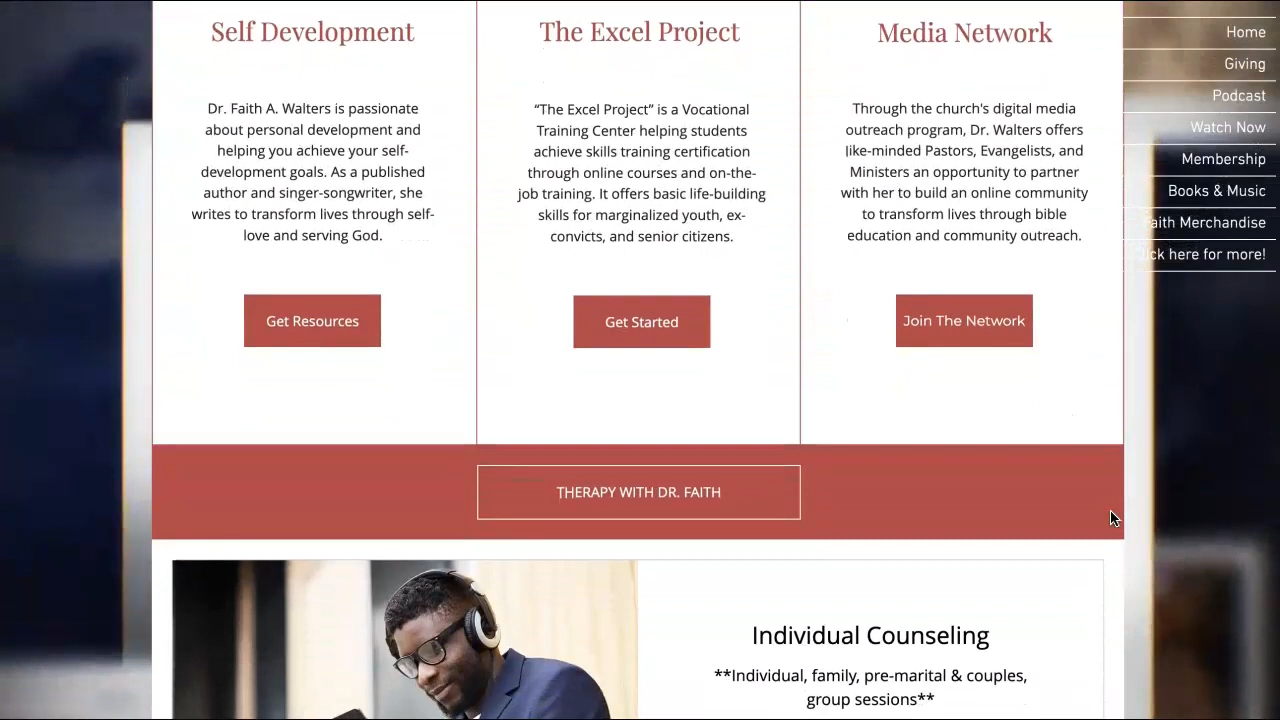 Self Development
Dr. Faith A. Walters is passionate
about personal development and
helping you achieve your self-
development goals. As a published
author and singer-songwriter, she
writes to transform lives through self-
love and serving God.
Get Resources
The Excel Project
“The Excel Project” is a Vocational
Training Center helping students
achieve skills training certification
through online courses and on-the-
job training. It offers basic life-building
skills for marginalized youth, ex-
convicts, and senior citizens.
Get Started
Media Network
Through the church's digital media
outreach program, Dr. Walters offers
like-minded Pastors, Evangelists, and
Ministers an opportunity to partner
with her to build an online community
to transform lives through bible
education and community outreach.
Join The Network
Home
Giving
Podcast
Watch Now
Membership
Books & Music
Faith Merchandise
Click here for more!
THERAPY WITH DR. FAITH
Individual Counseling
**Individual, family, pre-marital & couples,
group sessions**